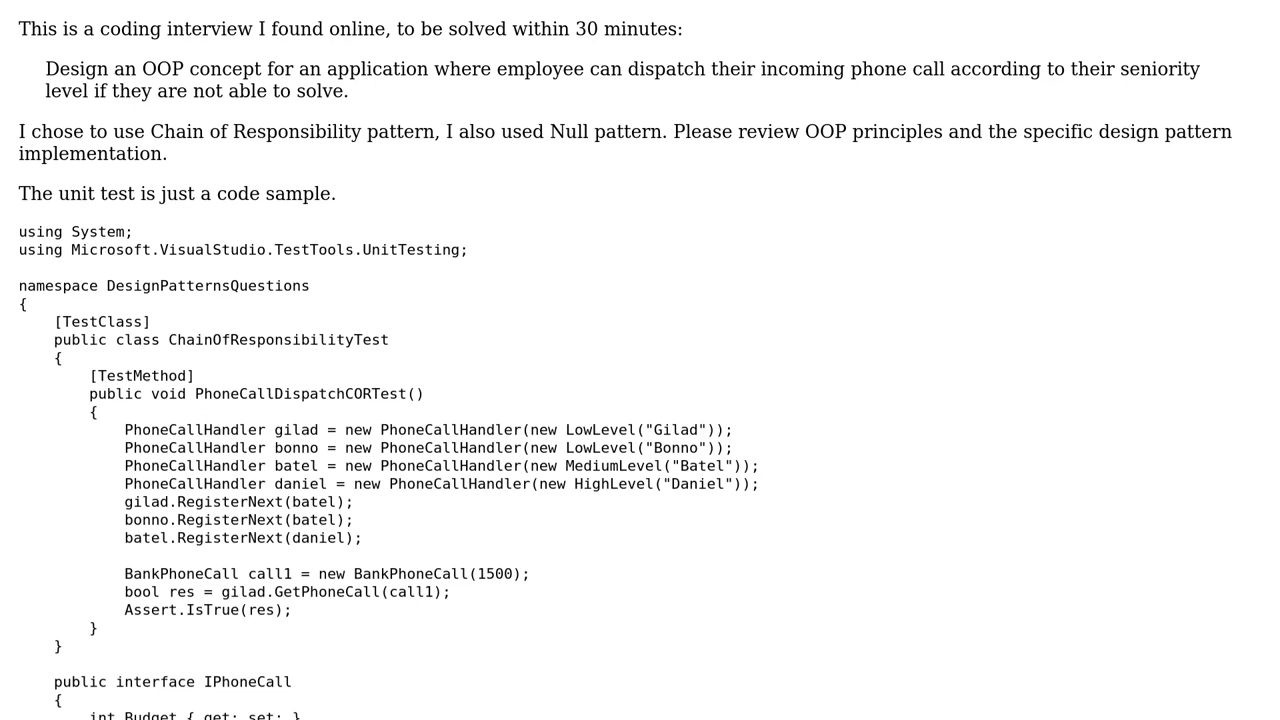 This is a coding interview I found online, to be solved within 30 minutes:
Design an OOP concept for an application where employee can dispatch their incoming phone call according to their seniority
level if they are not able to solve.
I chose to use Chain of Responsibility pattern, I also used Null pattern. Please review OOP principles and the specific design pattern
implementation.
The unit test is just a code sample.
using System;
using Microsoft.VisualStudio.TestTools.UnitTesting;
namespace DesignPatternsQuestions
{
    [TestClass]
    public class ChainOfResponsibilityTest
    {
        [TestMethod]
        public void PhoneCallDispatchCORTest()
        {
            PhoneCallHandler gilad = new PhoneCallHandler(new LowLevel("Gilad"));
            PhoneCallHandler bonno = new PhoneCallHandler(new LowLevel("Bonno"));
            PhoneCallHandler batel = new PhoneCallHandler(new MediumLevel("Batel"));
            PhoneCallHandler daniel = new PhoneCallHandler(new HighLevel("Daniel"));
            gilad.RegisterNext(batel);
            bonno.RegisterNext(batel);
            batel.RegisterNext(daniel);
            BankPhoneCall call1 = new BankPhoneCall(1500);
            bool res = gilad.GetPhoneCall(call1);
            Assert.IsTrue(res);
        }
    }
    public interface IPhoneCall
    {
        int Budget { get; set; }